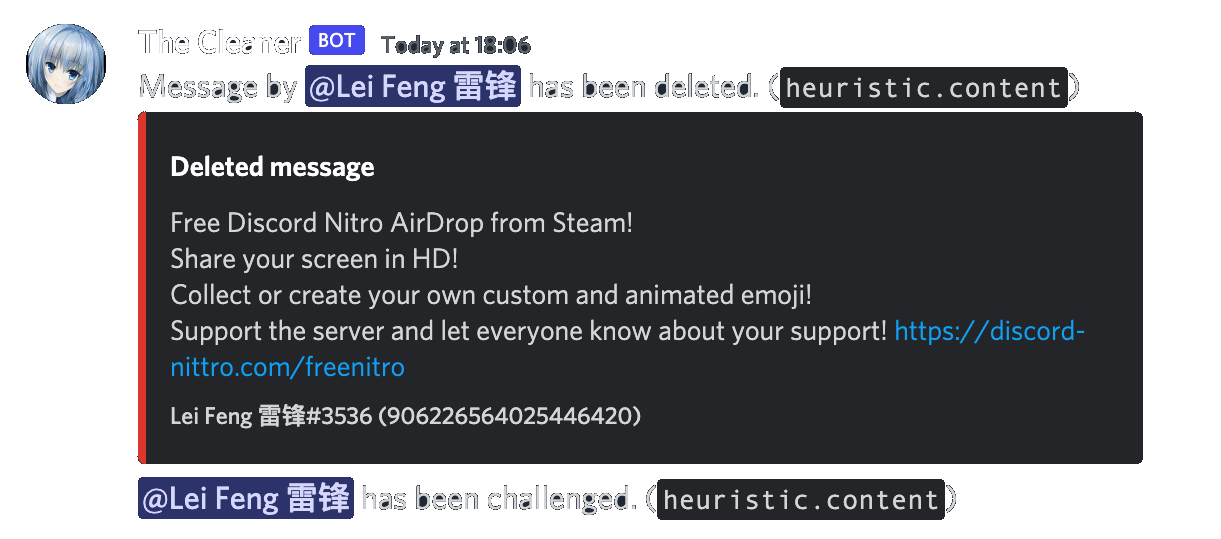 The Cleaner BOT Today at 18:06
Message by @Lei Feng 雷锋 has been deleted. (heuristic.content)
Deleted message
Free Discord Nitro AirDrop from Steam!
Share your screen in HD!
Collect or create your own custom and animated emoji!
Support the server and let everyone know about your support! https://discord-
nittro.com/freenitro
Lei Feng 雷锋#3536 (906226564025446420)
@Lei Feng 雷锋 has been challenged. (heuristic.content)